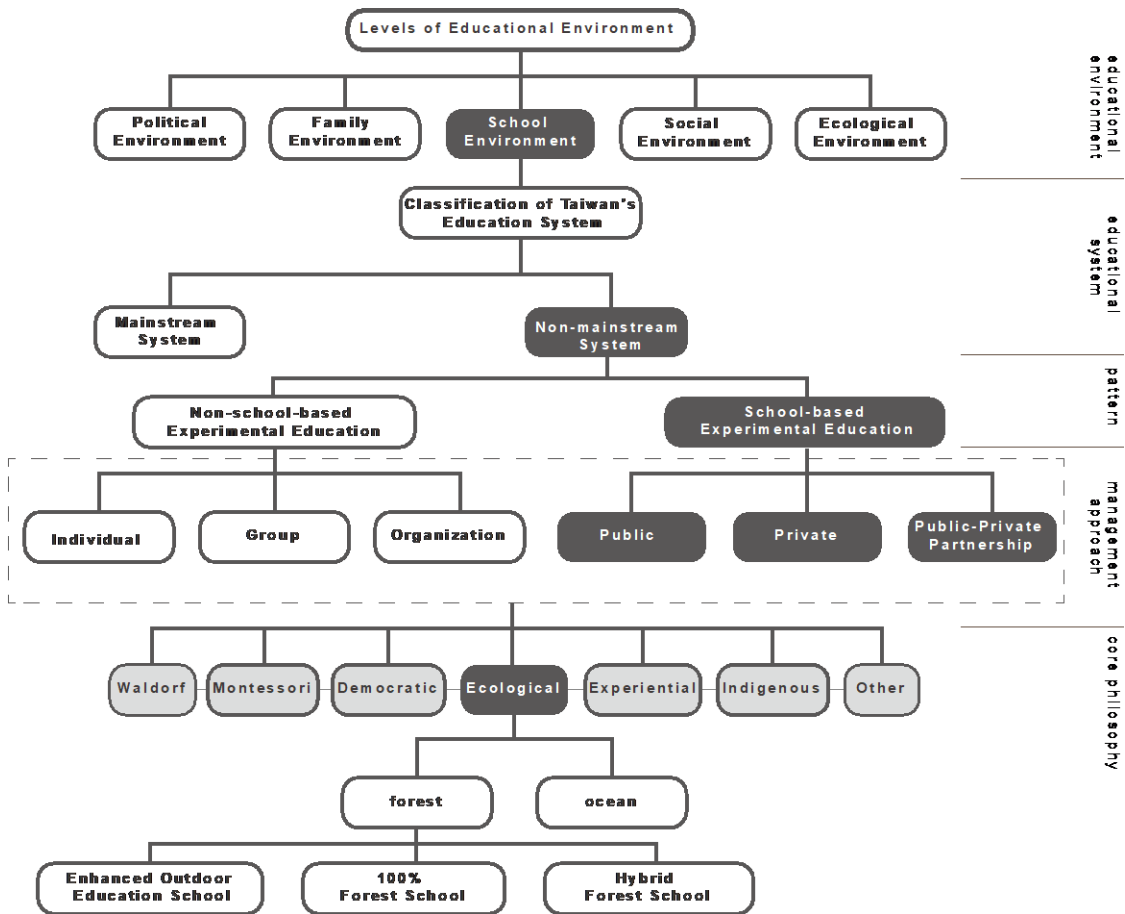 Levels of Educational Environment
Political
Environment
Family
Environment
School
Environment
Social
Environment
Ecological
Environment
educational
environment
Classification of Taiwan's
Education System
educational
system
Mainstream
System
Non-mainstream
System
Non-school-based
Experimental Education
School-based
Experimental Education
pattern
Individual
Group
Organization
Public
Private
Public-Private
Partnership
management
approach
Waldorf
Montessori
Democratic
Ecological
Experiential
Indigenous
Other
core philosophy
forest
ocean
Enhanced Outdoor
Education School
100%
Forest School
Hybrid
Forest School